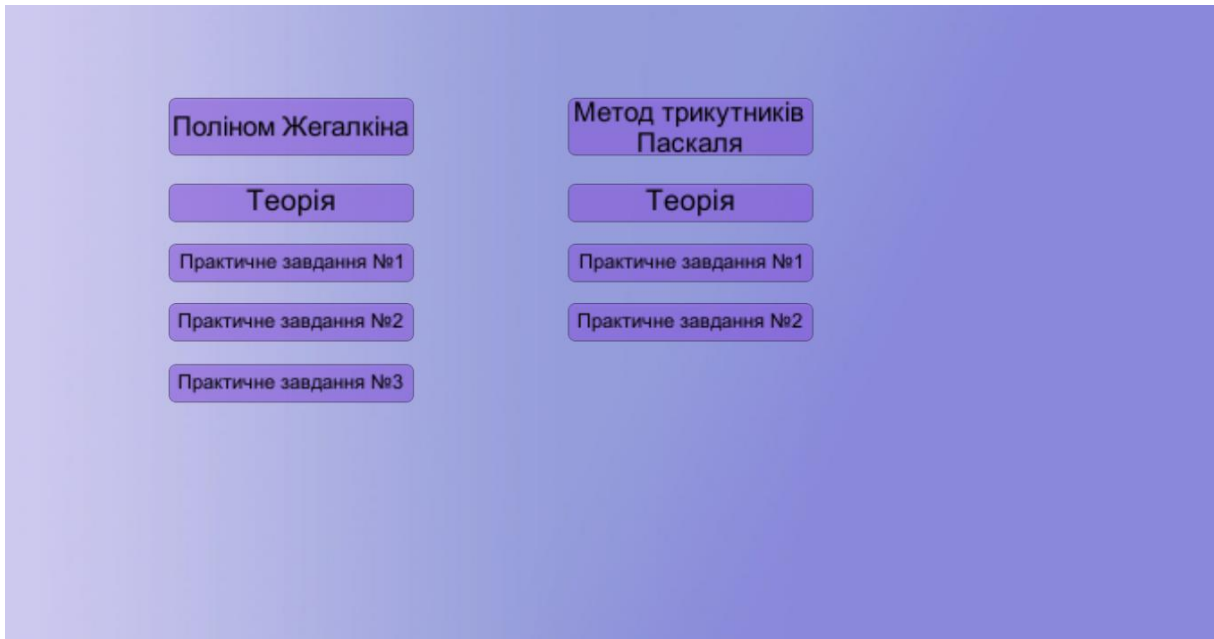 Поліном Жегалкіна
Теорія
Практичне завдання №1
Практичне завдання №2
Практичне завдання №3
Метод трикутників
Паскаля
Теорія
Практичне завдання №1
Практичне завдання №2